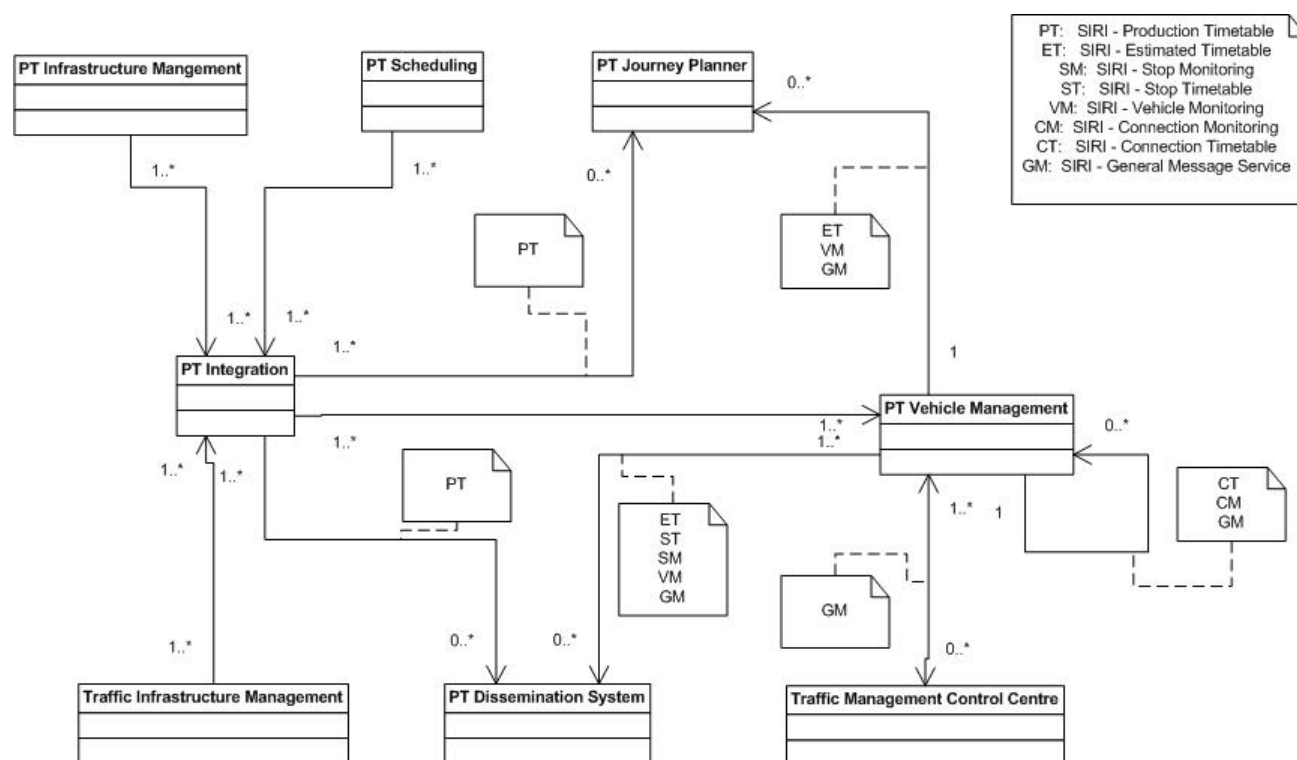 PT: SIRI - Production Timetable
ET: SIRI - Estimated Timetable
SM: SIRI - Stop Monitoring
ST: SIRI - Stop Timetable
VM: SIRI - Vehicle Monitoring
CM: SIRI - Connection Monitoring
CT: SIRI - Connection Timetable
GM: SIRI - General Message Service
PT Infrastructure Mangement
PT Scheduling
PT Journey Planner
0..*
1..*
1..*
0..*
PT
ET
VM
GM
1..*
1..*
1..*
1
PT Integration
PT Vehicle Management
1..*
1..*
1..*
0..*
1..*
1..*
PT
CT
CM
GM
ET
ST
SM
VM
GM
1..*
1
GM
1..*
0..*
0..*
0..*
Traffic Infrastructure Management
PT Dissemination System
Traffic Management Control Centre